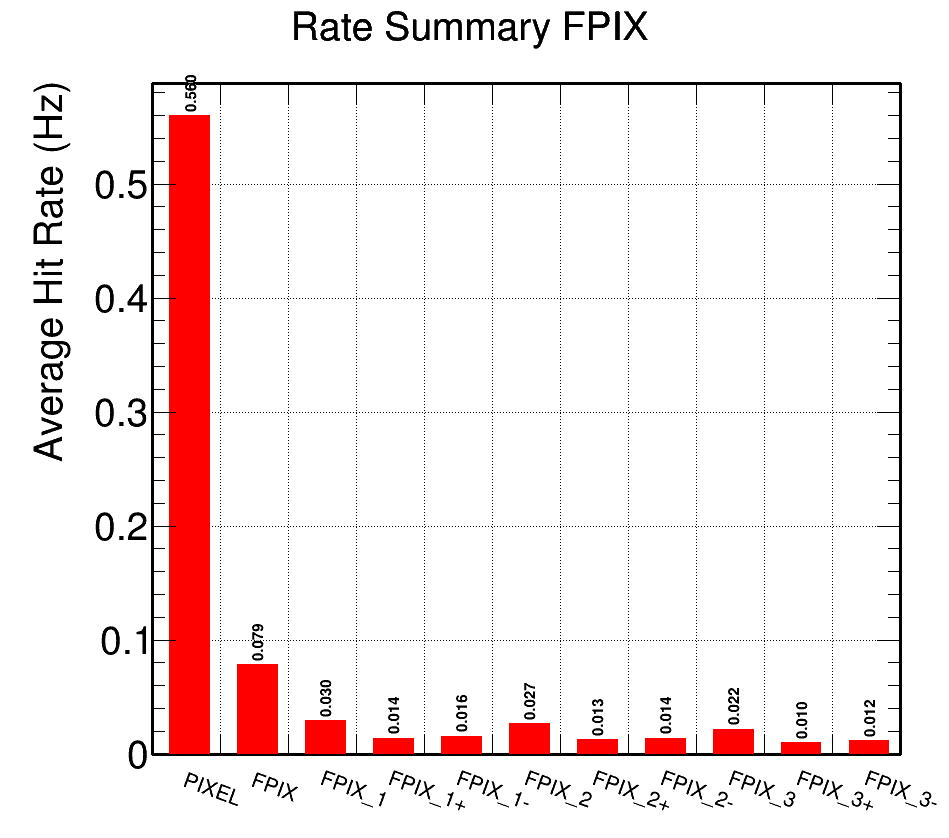 Rate Summary FPIX
Average Hit Rate (Hz)
0.5
0.4
0.3
0.2
0.1
0
0.560
0.079
0.030
0.014
0.016
0.027
0.013
0.014
0.022
0.010
0.012
PIXEL
FPIX
FPIX_1
FPIX_1+
FPIX_1-
FPIX_2
FPIX_2+
FPIX_2-
FPIX_3
FPIX_3+
FPIX_3-